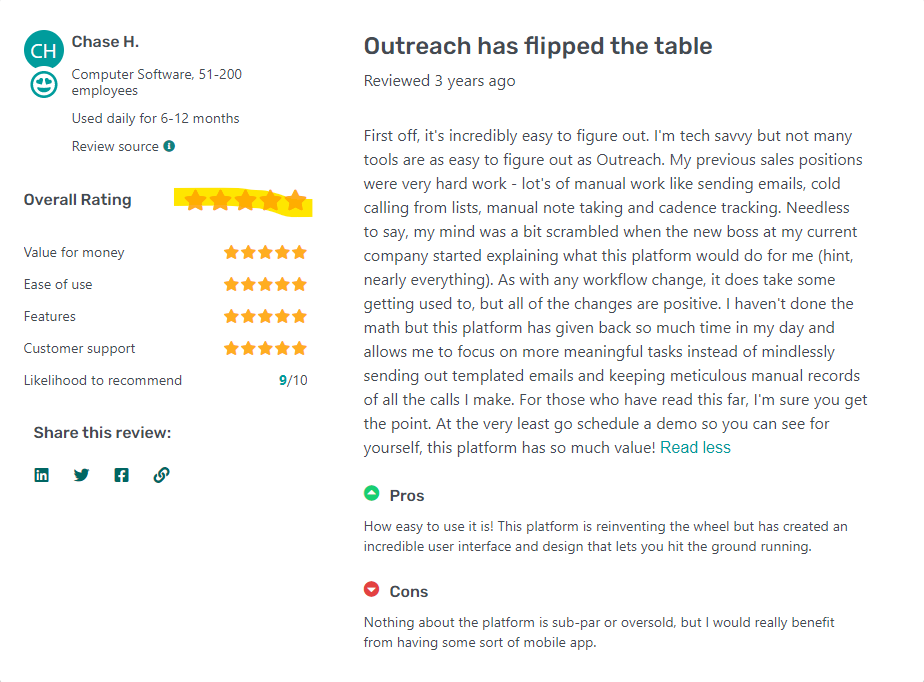 CH
Chase H.
Computer Software, 51-200
employees
Used daily for 6-12 months
Review source
Overall Rating
Value for money
Ease of use
Features
Customer support
Likelihood to recommend 9/10
Share this review:
Outreach has flipped the table
Reviewed 3 years ago
First off, it's incredibly easy to figure out. I'm tech savvy but not many
tools are as easy to figure out as Outreach. My previous sales positions
were very hard work - lot's of manual work like sending emails, cold
calling from lists, manual note taking and cadence tracking. Needless
to say, my mind was a bit scrambled when the new boss at my current
company started explaining what this platform would do for me (hint,
nearly everything). As with any workflow change, it does take some
getting used to, but all of the changes are positive. I haven't done the
math but this platform has given back so much time in my day and
allows me to focus on more meaningful tasks instead of mindlessly
sending out templated emails and keeping meticulous manual records
of all the calls I make. For those who have read this far, I'm sure you get
the point. At the very least go schedule a demo so you can see for
yourself, this platform has so much value! Read less
Pros
How easy to use it is! This platform is reinventing the wheel but has created an
incredible user interface and design that lets you hit the ground running.
Cons
Nothing about the platform is sub-par or oversold, but I would really benefit
from having some sort of mobile app.